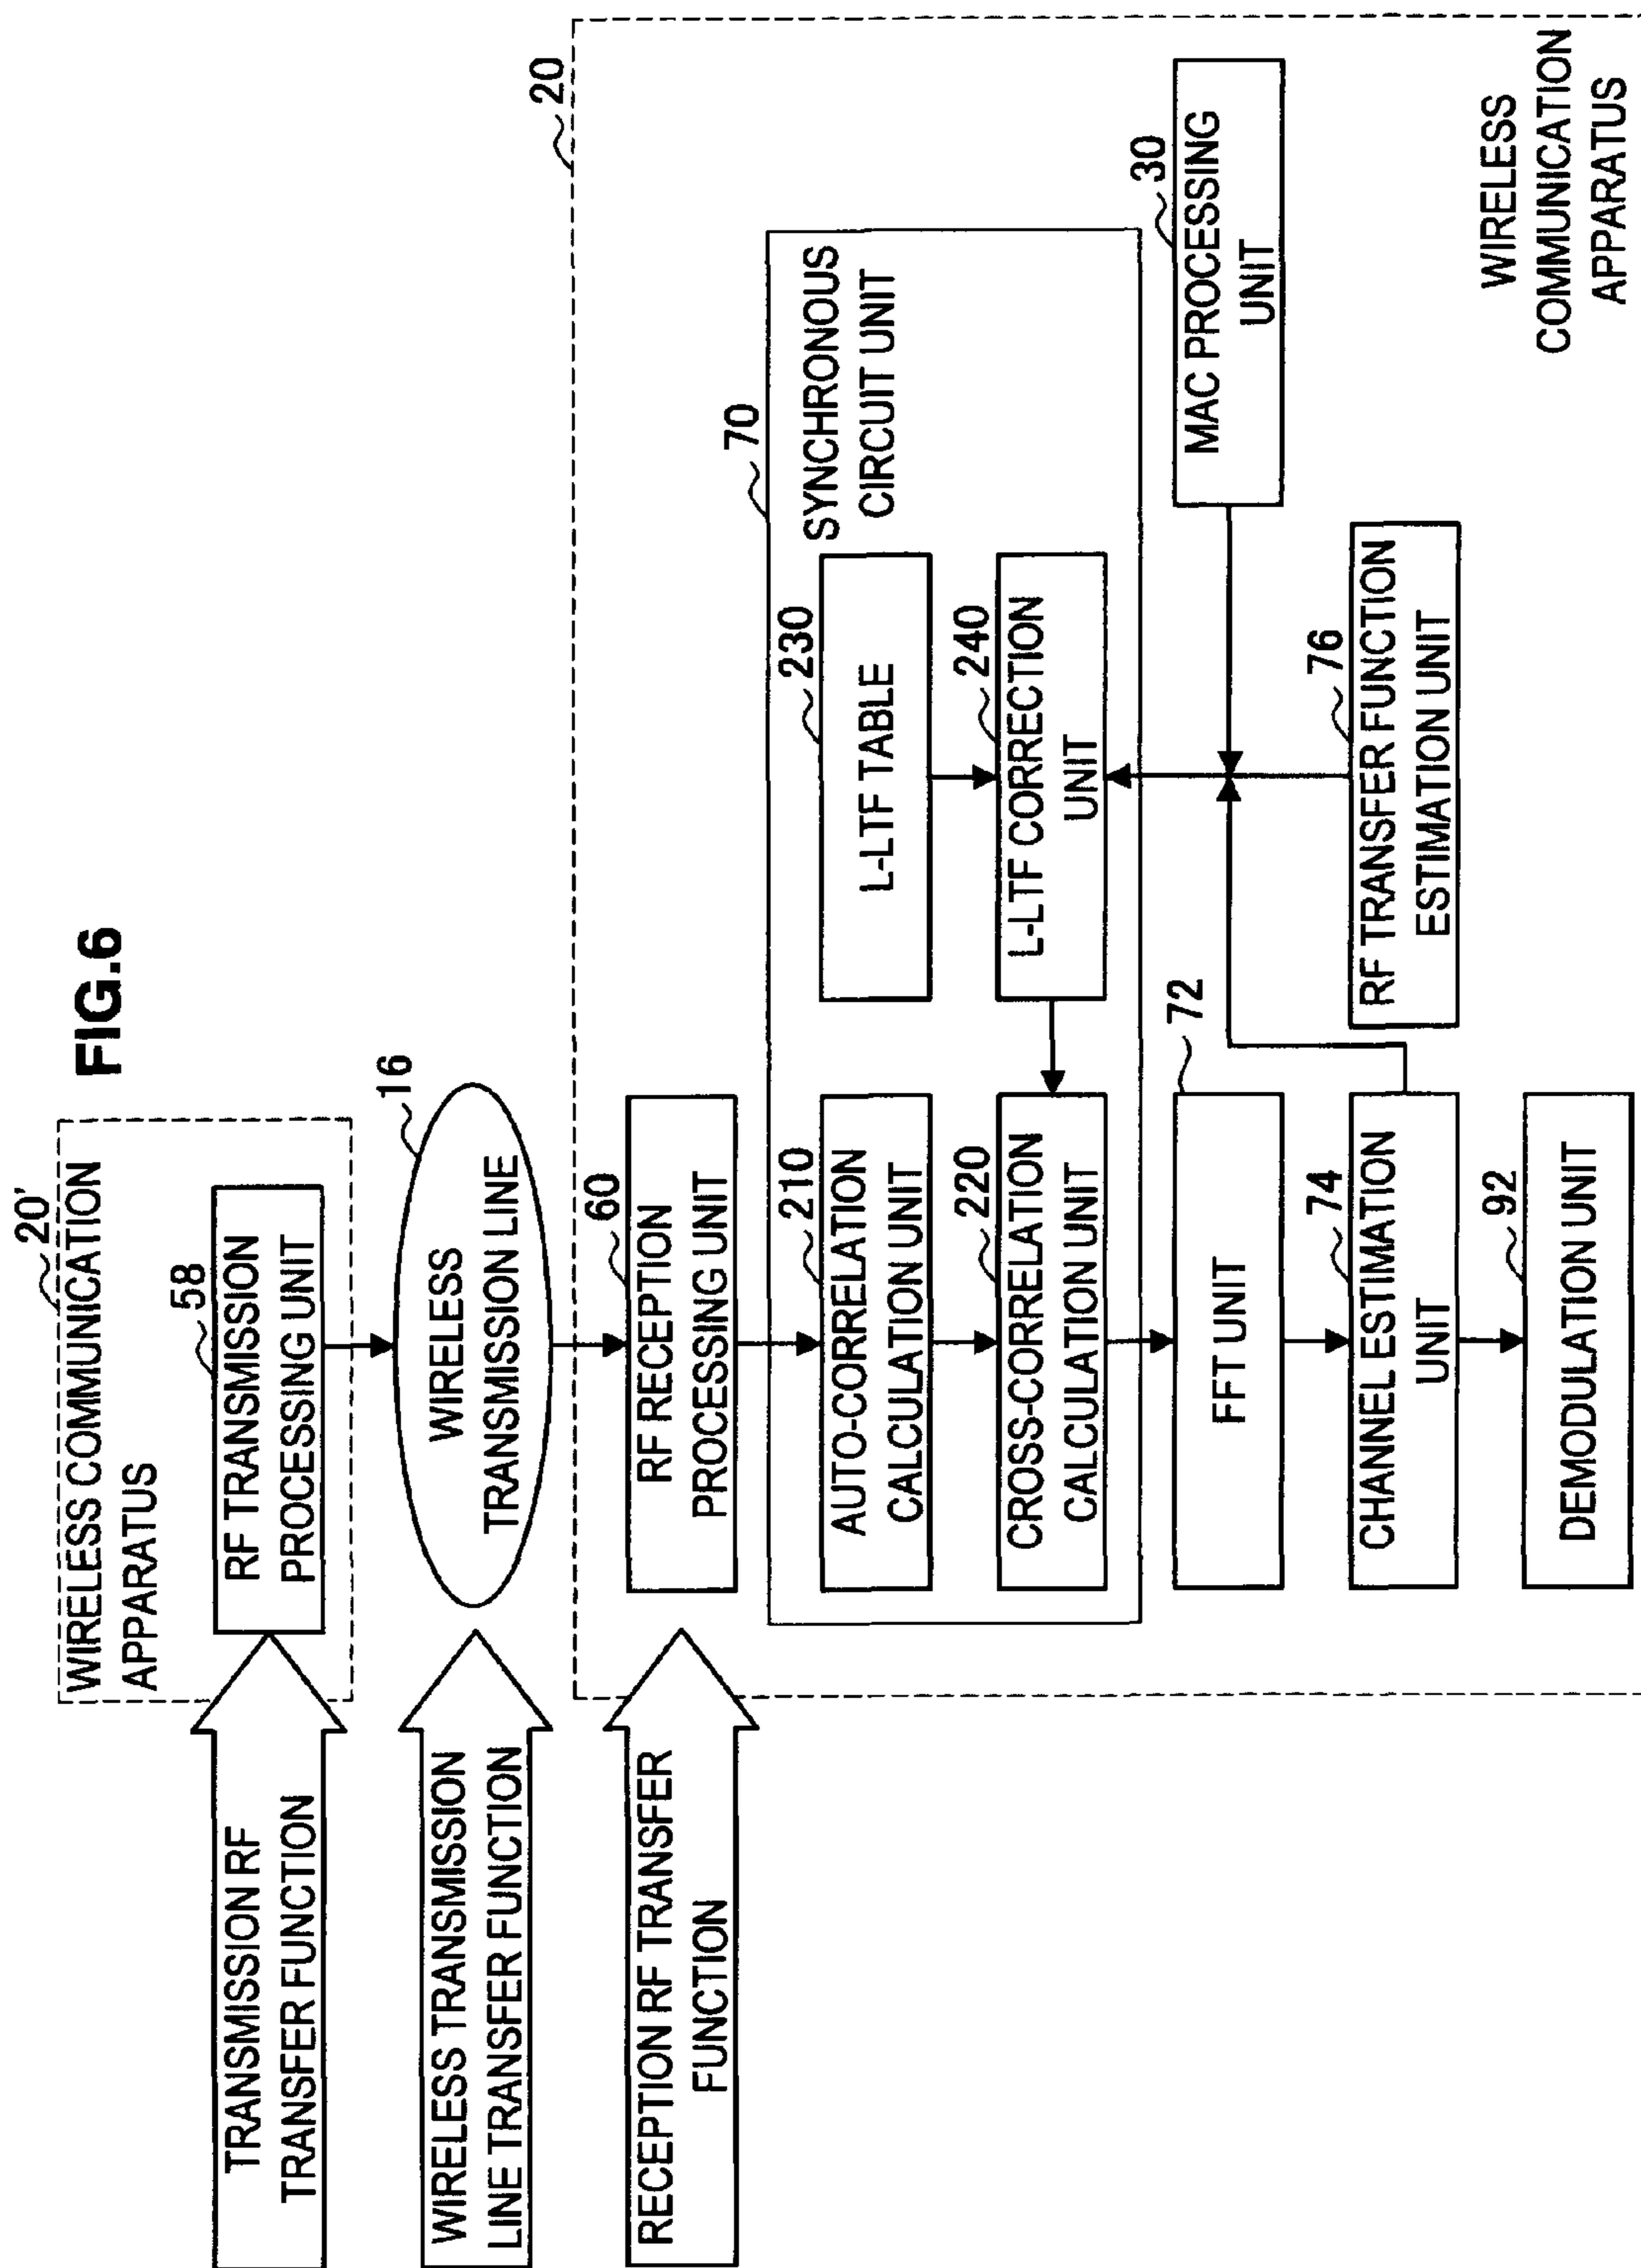 FIG.6
TRANSMISSION RF
TRANSFER FUNCTION
20'
WIRELESS COMMUNICATION
APPARATUS
58
RF TRANSMISSION
PROCESSING UNIT
WIRELESS TRANSMISSION
LINE TRANSFER FUNCTION
16
WIRELESS
TRANSMISSION LINE
20
RECEPTION RF TRANSFER
FUNCTION
60
RF RECEPTION
PROCESSING UNIT
70
SYNCHRONOUS
CIRCUIT UNIT
210
AUTO-CORRELATION
CALCULATION UNIT
230
L-LTF TABLE
220
CROSS-CORRELATION
CALCULATION UNIT
240
L-LTF CORRECTION
UNIT
72
FFT UNIT
30
MAC PROCESSING
UNIT
74
CHANNEL ESTIMATION
UNIT
76
RF TRANSFER FUNCTION
ESTIMATION UNIT
92
DEMODULATION UNIT
WIRELESS
COMMUNICATION
APPARATUS